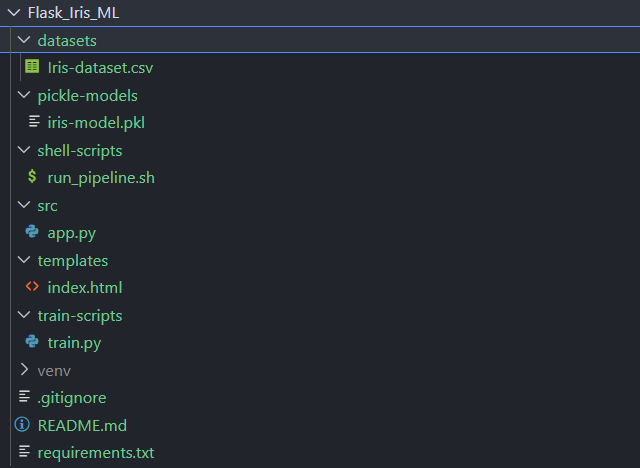 Flask_Iris_ML
datasets
Iris-dataset.csv
pickle-models
iris-model.pkl
shell-scripts
$ run_pipeline.sh
src
app.py
templates
<> index.html
train-scripts
train.py
venv
.gitignore
README.md
requirements.txt